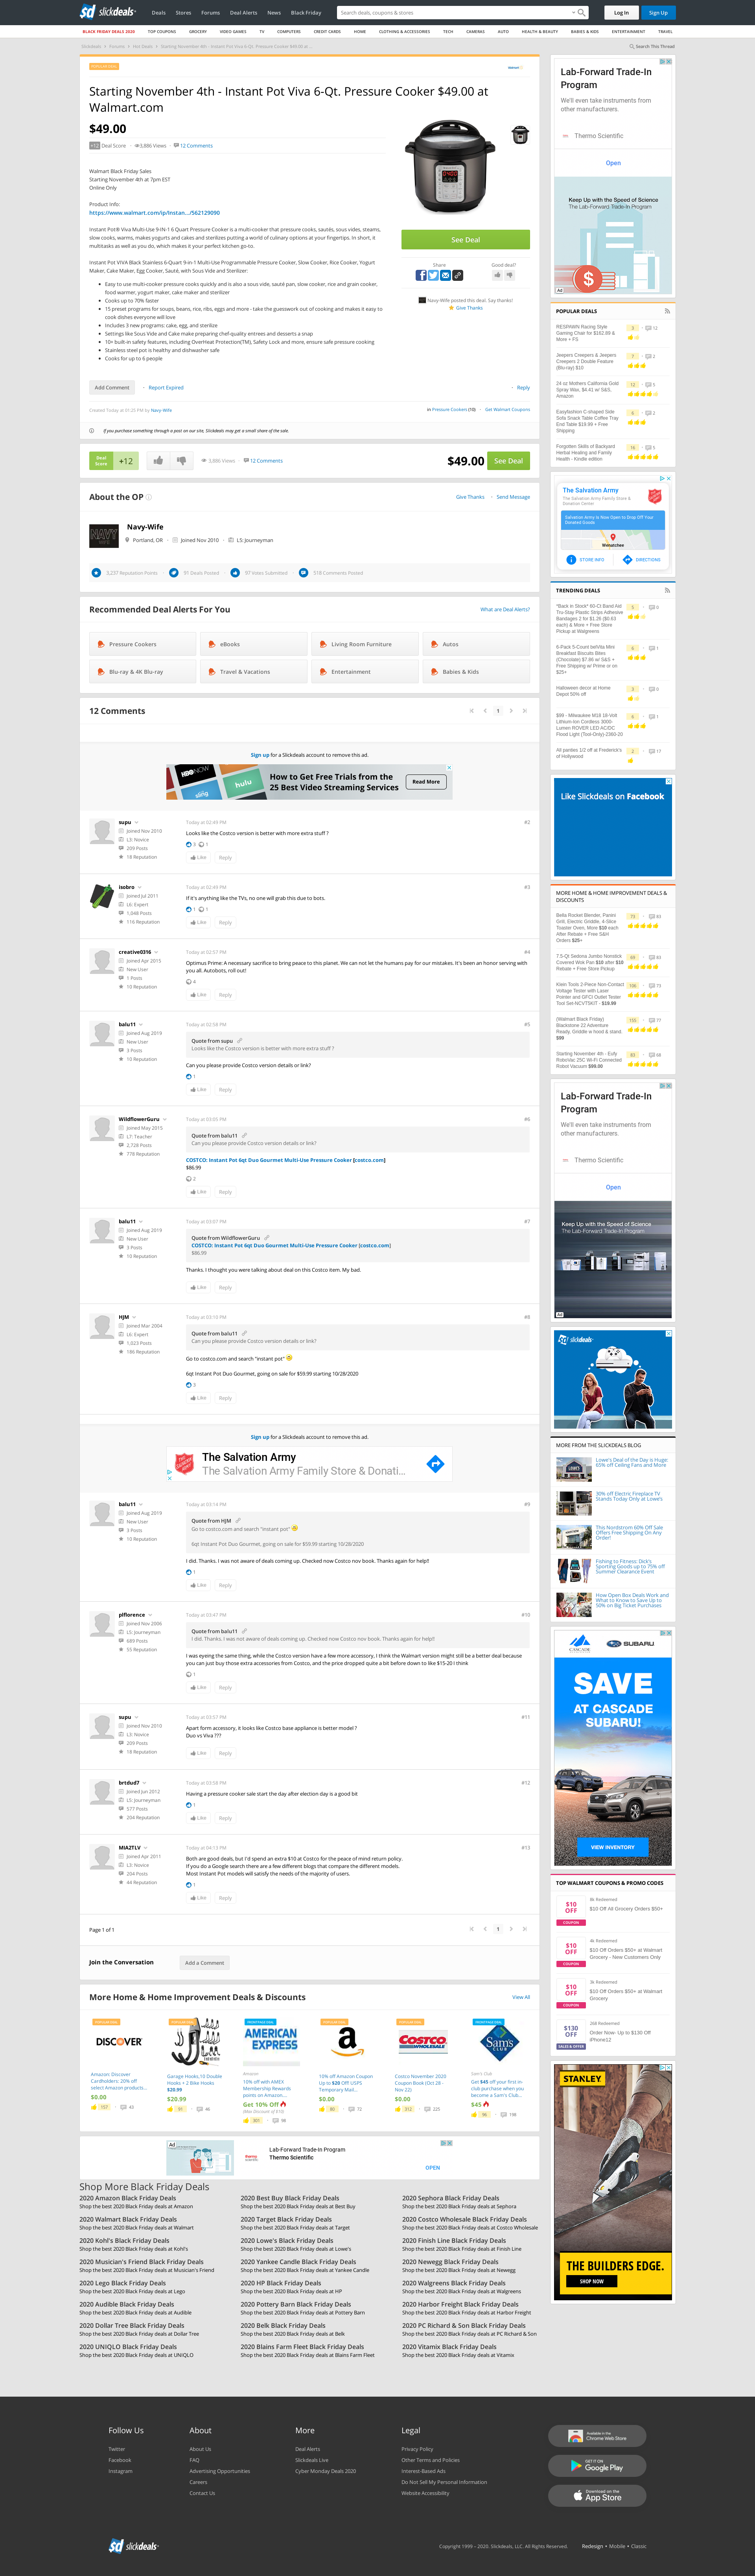 slickdeals
Deals Stores Forums Deal Alerts News Black Friday
Search deals, coupons & stores
Log In Sign Up
BLACK FRIDAY DEALS 2020 TOP COUPONS GROCERY VIDEO GAMES TV COMPUTERS CREDIT CARDS HOME CLOTHING & ACCESSORIES TECH CAMERAS AUTO HEALTH & BEAUTY BABIES & KIDS ENTERTAINMENT TRAVEL
Slickdeals > Forums > Hot Deals > Starting November 4th - Instant Pot Viva 6-Qt. Pressure Cooker $49.00 at ...
Search This Thread
Starting November 4th - Instant Pot Viva 6-Qt. Pressure Cooker $49.00 at
Walmart.com
$49.00
+12 Deal Score 3,886 Views 12 Comments
Walmart Black Friday Sales
Starting November 4th at 7pm EST
Online Only
Product Info:
https://www.walmart.com/ip/Instan.../562129090
Instant Pot® Viva Multi-Use 9-IN-1 6 Quart Pressure Cooker is a multi-cooker that pressure cooks, sautés, sous vides, steams,
slow cooks, warms, makes yogurt and cakes and sterilizes putting a world of culinary options at your fingertips. In short, it
multitasks as well as you do, which makes it your perfect kitchen go-to.
Instant Pot VIVA Black Stainless 6-Quart 9-in-1 Multi-Use Programmable Pressure Cooker, Slow Cooker, Rice Cooker, Yogurt
Maker, Cake Maker, Egg Cooker, Sauté, with Sous Vide and Sterilizer:
Easy to use multi-cooker pressure cooks quickly and is also a sous vide, sauté pan, slow cooker, rice and grain cooker,
food warmer, yogurt maker, cake maker and sterilizer
Cooks up to 70% faster
15 preset programs for soups, beans, rice, ribs, eggs and more - take the guesswork out of cooking and makes it easy to
cook dishes everyone will love
Includes 3 new programs: cake, egg, and sterilize
Settings like Sous Vide and Cake make preparing chef-quality entrees and desserts a snap
10+ built-in safety features, including OverHeatProtection(TM), Safety Lock and more, ensure safe pressure cooking
Stainless steel pot is healthy and dishwasher safe
Cooks for up to 6 people
See Deal
Share Good deal?
Navy-Wife posted this deal. Say thanks!
Give Thanks
Add Comment Report Expired Reply
Created Today at 01:25 PM by Navy-Wife
in Pressure Cookers (10) Get Walmart Coupons
If you purchase something through a post on our site, Slickdeals may get a small share of the sale.
Deal Score +12 3,886 Views 12 Comments $49.00 See Deal
About the OP
Give Thanks Send Message
Navy-Wife
Portland, OR Joined Nov 2010 L5: Journeyman
3,237 Reputation Points 91 Deals Posted 97 Votes Submitted 518 Comments Posted
Recommended Deal Alerts For You
What are Deal Alerts?
Pressure Cookers eBooks Living Room Furniture Autos
Blu-ray & 4K Blu-ray Travel & Vacations Entertainment Babies & Kids
12 Comments
1
Sign up for a Slickdeals account to remove this ad.
HBO NOW
hulu
How to Get Free Trials from the
25 Best Video Streaming Services
Read More
supu
Today at 02:49 PM #2
Joined Nov 2010
L3: Novice
209 Posts
18 Reputation
Looks like the Costco version is better with more extra stuff ?
3 1
Like Reply
isobro
Today at 02:49 PM #3
Joined Jul 2011
L6: Expert
1,048 Posts
116 Reputation
If it's anything like the TVs, no one will grab this due to bots.
1 1
Like Reply
creative0316
Today at 02:57 PM #4
Joined Apr 2015
New User
1 Posts
10 Reputation
Optimus Prime: A necessary sacrifice to bring peace to this planet. We can not let the humans pay for our mistakes. It's been an honor serving with
you all. Autobots, roll out!
4
Like Reply
balu11
Today at 02:58 PM #5
Joined Aug 2019
New User
3 Posts
10 Reputation
Quote from supu
Looks like the Costco version is better with more extra stuff ?
Can you please provide Costco version details or link?
1
Like Reply
WildflowerGuru
Today at 03:05 PM #6
Joined May 2015
L7: Teacher
2,728 Posts
778 Reputation
Quote from balu11
Can you please provide Costco version details or link?
COSTCO: Instant Pot 6qt Duo Gourmet Multi-Use Pressure Cooker [costco.com]
$86.99
2
Like Reply
balu11
Today at 03:07 PM #7
Joined Aug 2019
New User
3 Posts
10 Reputation
Quote from WildflowerGuru
COSTCO: Instant Pot 6qt Duo Gourmet Multi-Use Pressure Cooker [costco.com]
$86.99
Thanks. I thought you were talking about deal on this Costco item. My bad.
Like Reply
HJM
Today at 03:10 PM #8
Joined Mar 2004
L6: Expert
1,023 Posts
186 Reputation
Quote from balu11
Can you please provide Costco version details or link?
Go to costco.com and search "instant pot"
6qt Instant Pot Duo Gourmet, going on sale for $59.99 starting 10/28/2020
3
Like Reply
Sign up for a Slickdeals account to remove this ad.
The Salvation Army
The Salvation Army Family Store & Donati...
balu11
Today at 03:14 PM #9
Joined Aug 2019
New User
3 Posts
10 Reputation
Quote from HJM
Go to costco.com and search "instant pot"
6qt Instant Pot Duo Gourmet, going on sale for $59.99 starting 10/28/2020
I did. Thanks. I was not aware of deals coming up. Checked now Costco nov book. Thanks again for help!!
1
Like Reply
plflorence
Today at 03:47 PM #10
Joined Nov 2006
L5: Journeyman
689 Posts
55 Reputation
Quote from balu11
I did. Thanks. I was not aware of deals coming up. Checked now Costco nov book. Thanks again for help!!
I was eyeing the same thing, while the Costco version have a few more accessory, I think the Walmart version might still be a better deal because
you can just buy those extra accessories from Costco, and the price dropped quite a bit before down to like $15-20 I think
1
Like Reply
supu
Today at 03:57 PM #11
Joined Nov 2010
L3: Novice
209 Posts
18 Reputation
Apart form accessory, it looks like Costco base appliance is better model ?
Duo vs Viva ???
Like Reply
brtdud7
Today at 03:58 PM #12
Joined Jun 2012
L5: Journeyman
577 Posts
204 Reputation
Having a pressure cooker sale start the day after election day is a good bit
1
Like Reply
MIA2TLV
Today at 04:13 PM #13
Joined Apr 2011
L3: Novice
204 Posts
44 Reputation
Both are good deals, but I'd spend an extra $10 at Costco for the peace of mind return policy.
If you do a Google search there are a few different blogs that compare the different models.
Most Instant Pot models will satisfy the needs of the majority of users.
1
Like Reply
Page 1 of 1
1
Join the Conversation Add a Comment
More Home & Home Improvement Deals & Discounts
View All
DISCOVER
Amazon: Discover
Cardholders: 20% off
select Amazon products...
$0.00
Garage Hooks,10 Double
Hooks + 2 Bike Hooks
$20.99
$20.99
AMERICAN EXPRESS
Amazon
10% off with AMEX
Membership Rewards
points on Amazon....
Get 10% Off
10% off Amazon Coupon
Up to $20 Off USPS
Temporary Mail...
$0.00
COSTCO WHOLESALE
Costco November 2020
Coupon Book (Oct 28 -
Nov 22)
$0.00
Sam's Club
Sam's Club
Get $45 off your first in
club purchase when you
become a Sam's Club...
$45
Ad
Lab-Forward Trade-In Program
Thermo Scientific
OPEN
Shop More Black Friday Deals
2020 Amazon Black Friday Deals
Shop the best 2020 Black Friday deals at Amazon
2020 Best Buy Black Friday Deals
Shop the best 2020 Black Friday deals at Best Buy
2020 Sephora Black Friday Deals
Shop the best 2020 Black Friday deals at Sephora
2020 Walmart Black Friday Deals
Shop the best 2020 Black Friday deals at Walmart
2020 Target Black Friday Deals
Shop the best 2020 Black Friday deals at Target
2020 Costco Wholesale Black Friday Deals
Shop the best 2020 Black Friday deals at Costco Wholesale
2020 Kohl's Black Friday Deals
Shop the best 2020 Black Friday deals at Kohl's
2020 Lowe's Black Friday Deals
Shop the best 2020 Black Friday deals at Lowe's
2020 Finish Line Black Friday Deals
Shop the best 2020 Black Friday deals at Finish Line
2020 Musician's Friend Black Friday Deals
Shop the best 2020 Black Friday deals at Musician's Friend
2020 Yankee Candle Black Friday Deals
Shop the best 2020 Black Friday deals at Yankee Candle
2020 Newegg Black Friday Deals
Shop the best 2020 Black Friday deals at Newegg
2020 Lego Black Friday Deals
Shop the best 2020 Black Friday deals at Lego
2020 HP Black Friday Deals
Shop the best 2020 Black Friday deals at HP
2020 Walgreens Black Friday Deals
Shop the best 2020 Black Friday deals at Walgreens
2020 Audible Black Friday Deals
Shop the best 2020 Black Friday deals at Audible
2020 Pottery Barn Black Friday Deals
Shop the best 2020 Black Friday deals at Pottery Barn
2020 Harbor Freight Black Friday Deals
Shop the best 2020 Black Friday deals at Harbor Freight
2020 Dollar Tree Black Friday Deals
Shop the best 2020 Black Friday deals at Dollar Tree
2020 Belk Black Friday Deals
Shop the best 2020 Black Friday deals at Belk
2020 PC Richard & Son Black Friday Deals
Shop the best 2020 Black Friday deals at PC Richard & Son
2020 UNIQLO Black Friday Deals
Shop the best 2020 Black Friday deals at UNIQLO
2020 Blains Farm Fleet Black Friday Deals
Shop the best 2020 Black Friday deals at Blains Farm Fleet
2020 Vitamix Black Friday Deals
Shop the best 2020 Black Friday deals at Vitamix
Lab-Forward Trade-In
Program
We'll even take instruments from
other manufacturers.
Thermo Scientific
Open
Keep Up with the Speed of Science
The Lab-Forward Trade-In Program
Ad
POPULAR DEALS
RESPAWN Racing Style
Gaming Chair for $162.89 &
More + FS
Jeepers Creepers & Jeepers
Creepers 2 Double Feature
(Blu-ray) $10
24 oz Mothers California Gold
Spray Wax, $4.41 w/ S&S,
Amazon
Easyfashion C-shaped Side
Sofa Snack Table Coffee Tray
End Table $19.99 + Free
Shipping
Forgotten Skills of Backyard
Herbal Healing and Family
Health - Kindle edition
The Salvation Army
The Salvation Army Family Store &
Donation Center
Salvation Army Is Now Open to Drop Off Your
Donated Goods
Wenatchee
STORE INFO DIRECTIONS
TRENDING DEALS
*Back in Stock* 60-Ct Band Aid
Tru-Stay Plastic Strips Adhesive
Bandages 2 for $1.26 ($0.63
each) & More + Free Store
Pickup at Walgreens
6-Pack 5-Count belVita Mini
Breakfast Biscuits Bites
(Chocolate) $7.86 w/ S&S +
Free Shipping w/ Prime or on
$25+
Halloween decor at Home
Depot 50% off
$99 - Milwaukee M18 18-Volt
Lithium-Ion Cordless 3000-
Lumen ROVER LED AC/DC
Flood Light (Tool-Only)-2360-20
All panties 1/2 off at Frederick's
of Hollywood
Like Slickdeals on Facebook
MORE HOME & HOME IMPROVEMENT DEALS &
DISCOUNTS
Bella Rocket Blender, Panini
Grill, Electric Griddle, 4-Slice
Toaster Oven, More $10 each
After Rebate + Free S&H
Orders $25+
7.5-Qt Sedona Jumbo Nonstick
Covered Wok Pan $10 after $10
Rebate + Free Store Pickup
Klein Tools 2-Piece Non-Contact
Voltage Tester with Laser
Pointer and GFCI Outlet Tester
Tool Set-NCVT5KIT - $19.98
(Walmart Black Friday)
Blackstone 22 Adventure
Ready, Griddle w hood & stand.
$99
Starting November 4th - Eufy
RoboVac 25C Wi-Fi Connected
Robot Vacuum $99.00
Lab-Forward Trade-In
Program
We'll even take instruments from
other manufacturers.
Thermo Scientific
Open
Keep Up with the Speed of Science
The Lab-Forward Trade-In Program
Ad
slickdeals
MORE FROM THE SLICKDEALS BLOG
Lowe's Deal of the Day is Huge:
65% off Ceiling Fans and More
30% off Electric Fireplace TV
Stands Today Only at Lowe's
This Nordstrom 60% Off Sale
Offers Free Shipping On Any
Order!
Fishing to Fitness: Dick's
Sporting Goods up to 75% off
Summer Clearance Event
How Open Box Deals Work and
What to Know to Save Up to
50% on Big Ticket Purchases
CASCADE SUBARU
SAVE
AT CASCADE
SUBARU!
VIEW INVENTORY
TOP WALMART COUPONS & PROMO CODES
$10 OFF COUPON
8k Redeemed
$10 Off All Grocery Orders $50+
$10 OFF COUPON
4k Redeemed
$10 Off Orders $50+ at Walmart
Grocery - New Customers Only
$10 OFF COUPON
3k Redeemed
$10 Off Orders $50+ at Walmart
Grocery
$130 OFF SALES & OFFER
268 Redeemed
Order Now- Up to $130 Off
iPhone12
STANLEY
THE BUILDERS EDGE.
SHOP NOW
Follow Us
Twitter
Facebook
Instagram
About
About Us
FAQ
Advertising Opportunities
Careers
Contact Us
More
Deal Alerts
Slickdeals Live
Cyber Monday Deals 2020
Legal
Privacy Policy
Other Terms and Policies
Interest-Based Ads
Do Not Sell My Personal Information
Website Accessibility
Available in the
Chrome Web Store
GET IT ON
Google Play
Download on the
App Store
slickdeals
Copyright 1999 - 2020. Slickdeals, LLC. All Rights Reserved. Redesign • Mobile • Classic